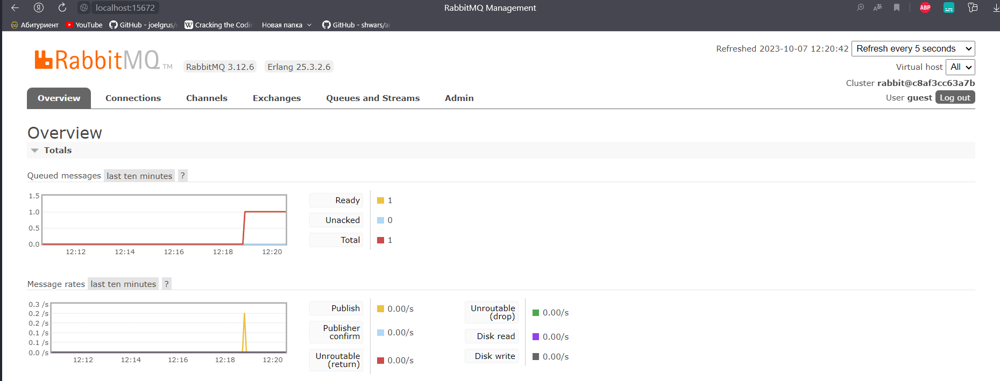 localhost:15672
RabbitMQ Management
ABP
Абитуриент
YouTube
GitHub - joelgrus/
Cracking the Codi
Новая папка
GitHub - shwars/ai
RabbitMQ TM
RabbitMQ 3.12.6
Erlang 25.3.2.6
Refreshed 2023-10-07 12:20:42
Refresh every 5 seconds
Virtual host All
Cluster rabbit@c8af3cc63a7b
User guest Log out
Overview
Connections
Channels
Exchanges
Queues and Streams
Admin
Overview
Totals
Queued messages last ten minutes ?
1.5
1.0
0.5
0.0
12:12 12:14 12:16 12:18 12:20
Ready 1
Unacked 0
Total 1
Message rates last ten minutes ?
0.3 /s
0.2 /s
0.2 /s
0.1 /s
0.1 /s
0.0 /s
12:12 12:14 12:16 12:18 12:20
Publish 0.00/s
Publisher
confirm 0.00/s
Unroutable
(return) 0.00/s
Unroutable
(drop) 0.00/s
Disk read 0.00/s
Disk write 0.00/s